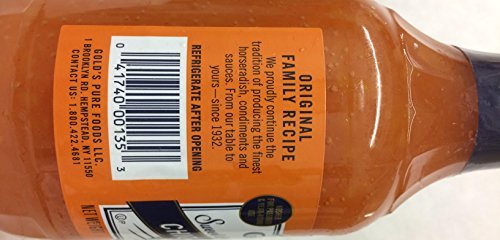 ORIGINAL
FAMILY RECIPE
We proudly continue the
tradition of producing the finest
horseradish, condiments and
sauces. From our table to
yours—since 1932.
REFRIGERATE AFTER OPENING
0 41740 00135 3
GOLD'S PURE FOODS LLC.
1 BROOKLYN RD. HEMPSTEAD, NY 11550
CONTACT US: 1.800.422.4681
NET WT